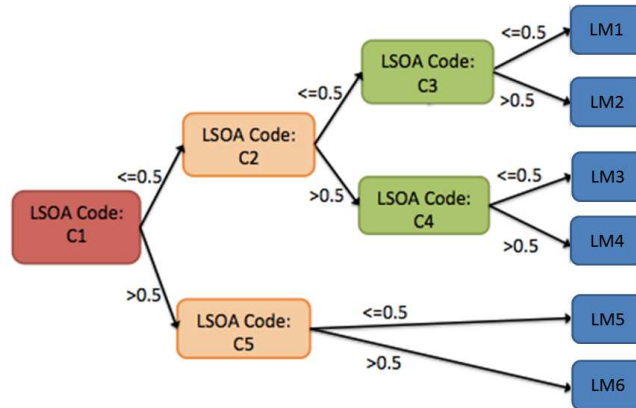 <=0.5
LM1
LSOA Code:
C3
>0.5
LM2
<=0.5
LSOA Code:
C2
<=0.5
LM3
>0.5
LSOA Code:
C4
>0.5
LM4
<=0.5
LSOA Code:
C1
>0.5
<=0.5
LM5
LSOA Code:
C5
>0.5
LM6